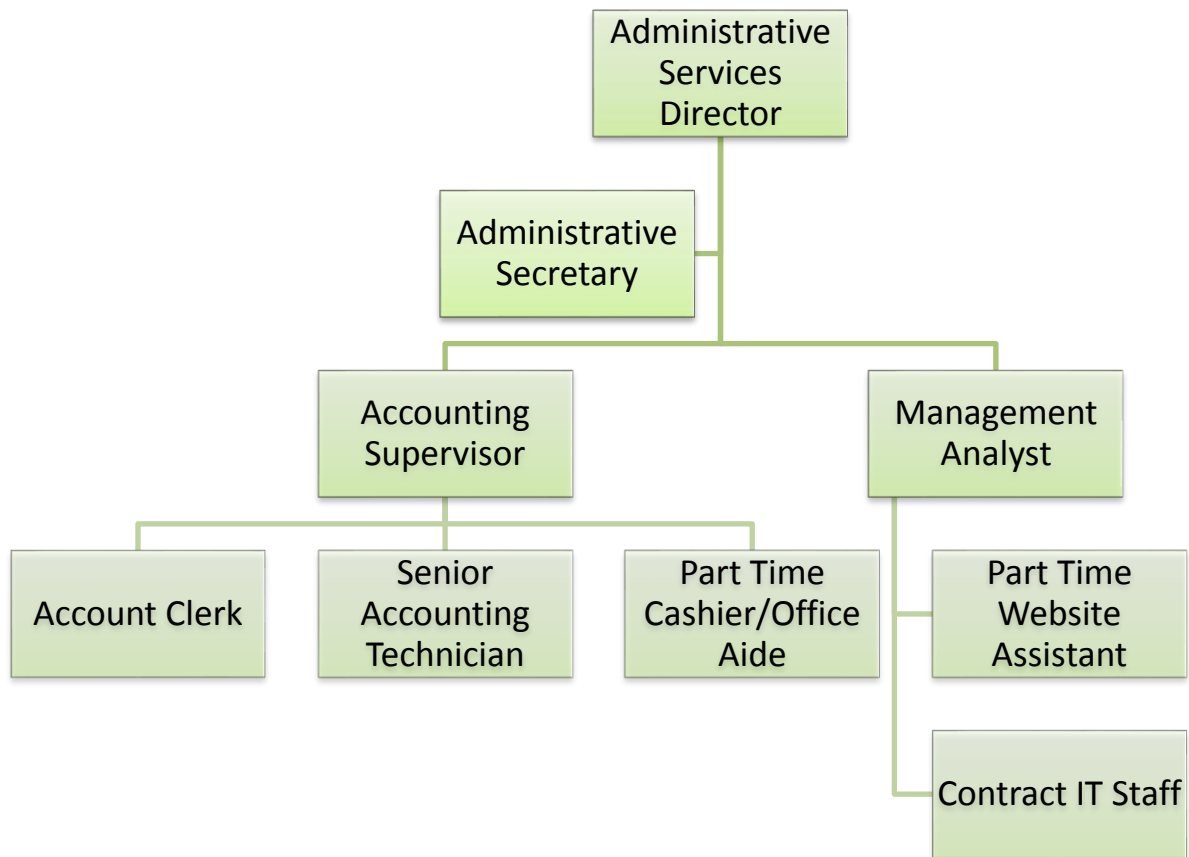 Administrative
Services
Director
Administrative
Secretary
Accounting
Supervisor
Management
Analyst
Account Clerk
Senior
Accounting
Technician
Part Time
Cashier/Office
Aide
Part Time
Website
Assistant
Contract IT Staff